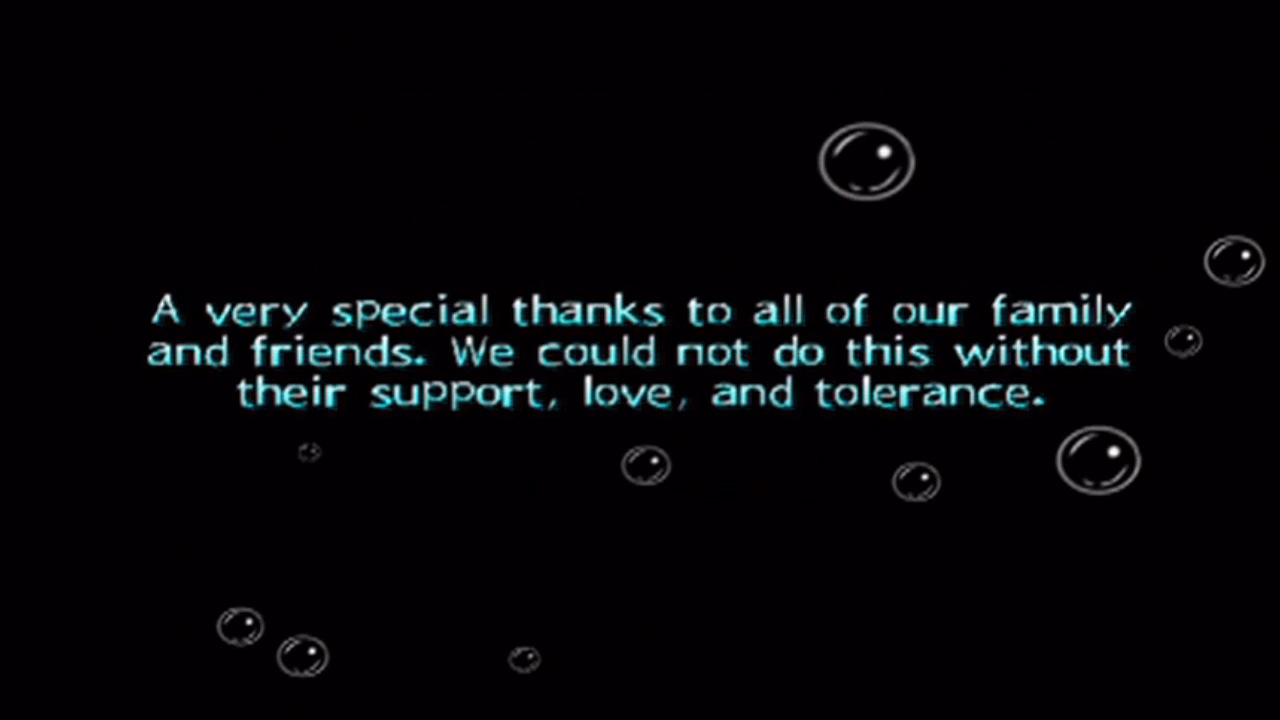 A very special thanks to all of our family
and friends. We could not do this without
their support, love, and tolerance.